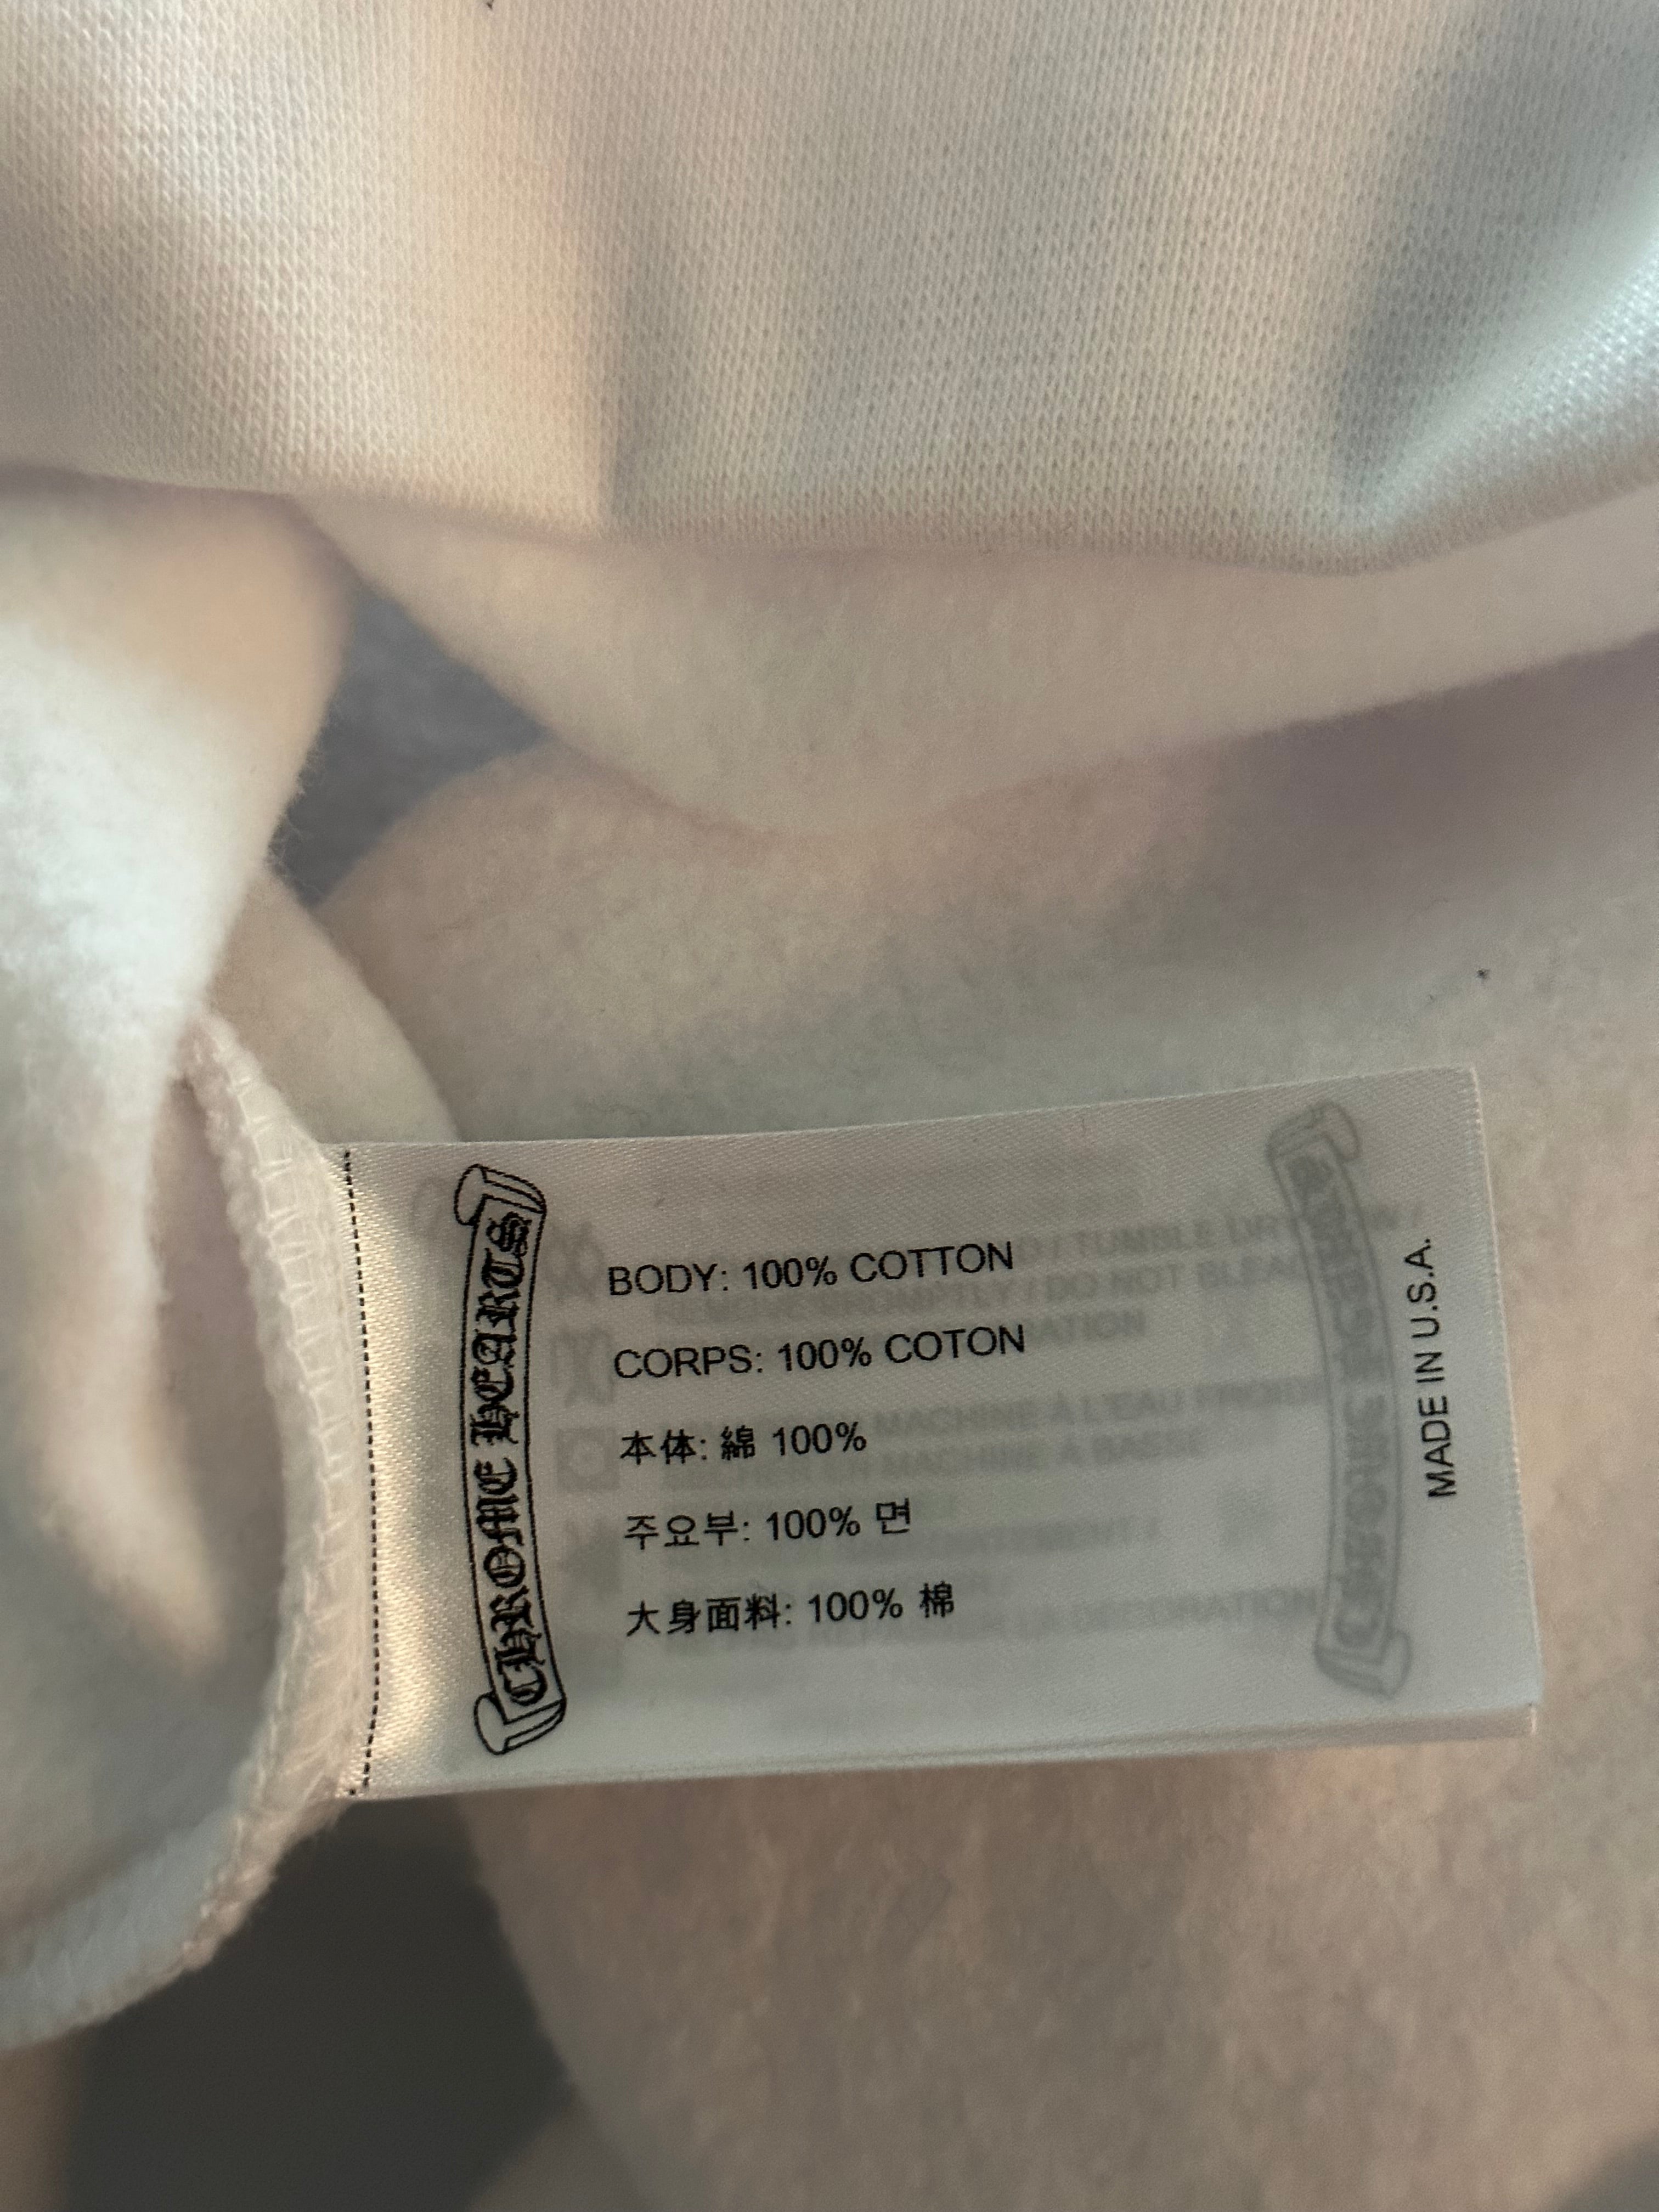 CHROME HEARTS
BODY: 100% COTTON
CORPS: 100% COTON
本体: 綿 100%
주요부: 100% 면
大身面料: 100% 棉
MADE IN U.S.A.